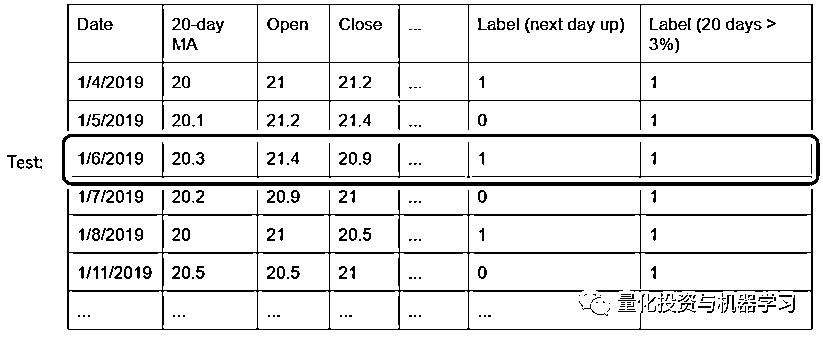 Date 20-day MA Open Close ... Label (next day up) Label (20 days > 3%)
1/4/2019 20 21 21.2 ... 1 1
1/5/2019 20.1 21.2 21.4 ... 0 1
Test: 1/6/2019 20.3 21.4 20.9 ... 1 1
1/7/2019 20.2 20.9 21 ... 0 1
1/8/2019 20 21 20.5 ... 1 1
1/11/2019 20.5 20.5 21 ... 0 1
... ... ... ... ... ...
量化投资与机器学习